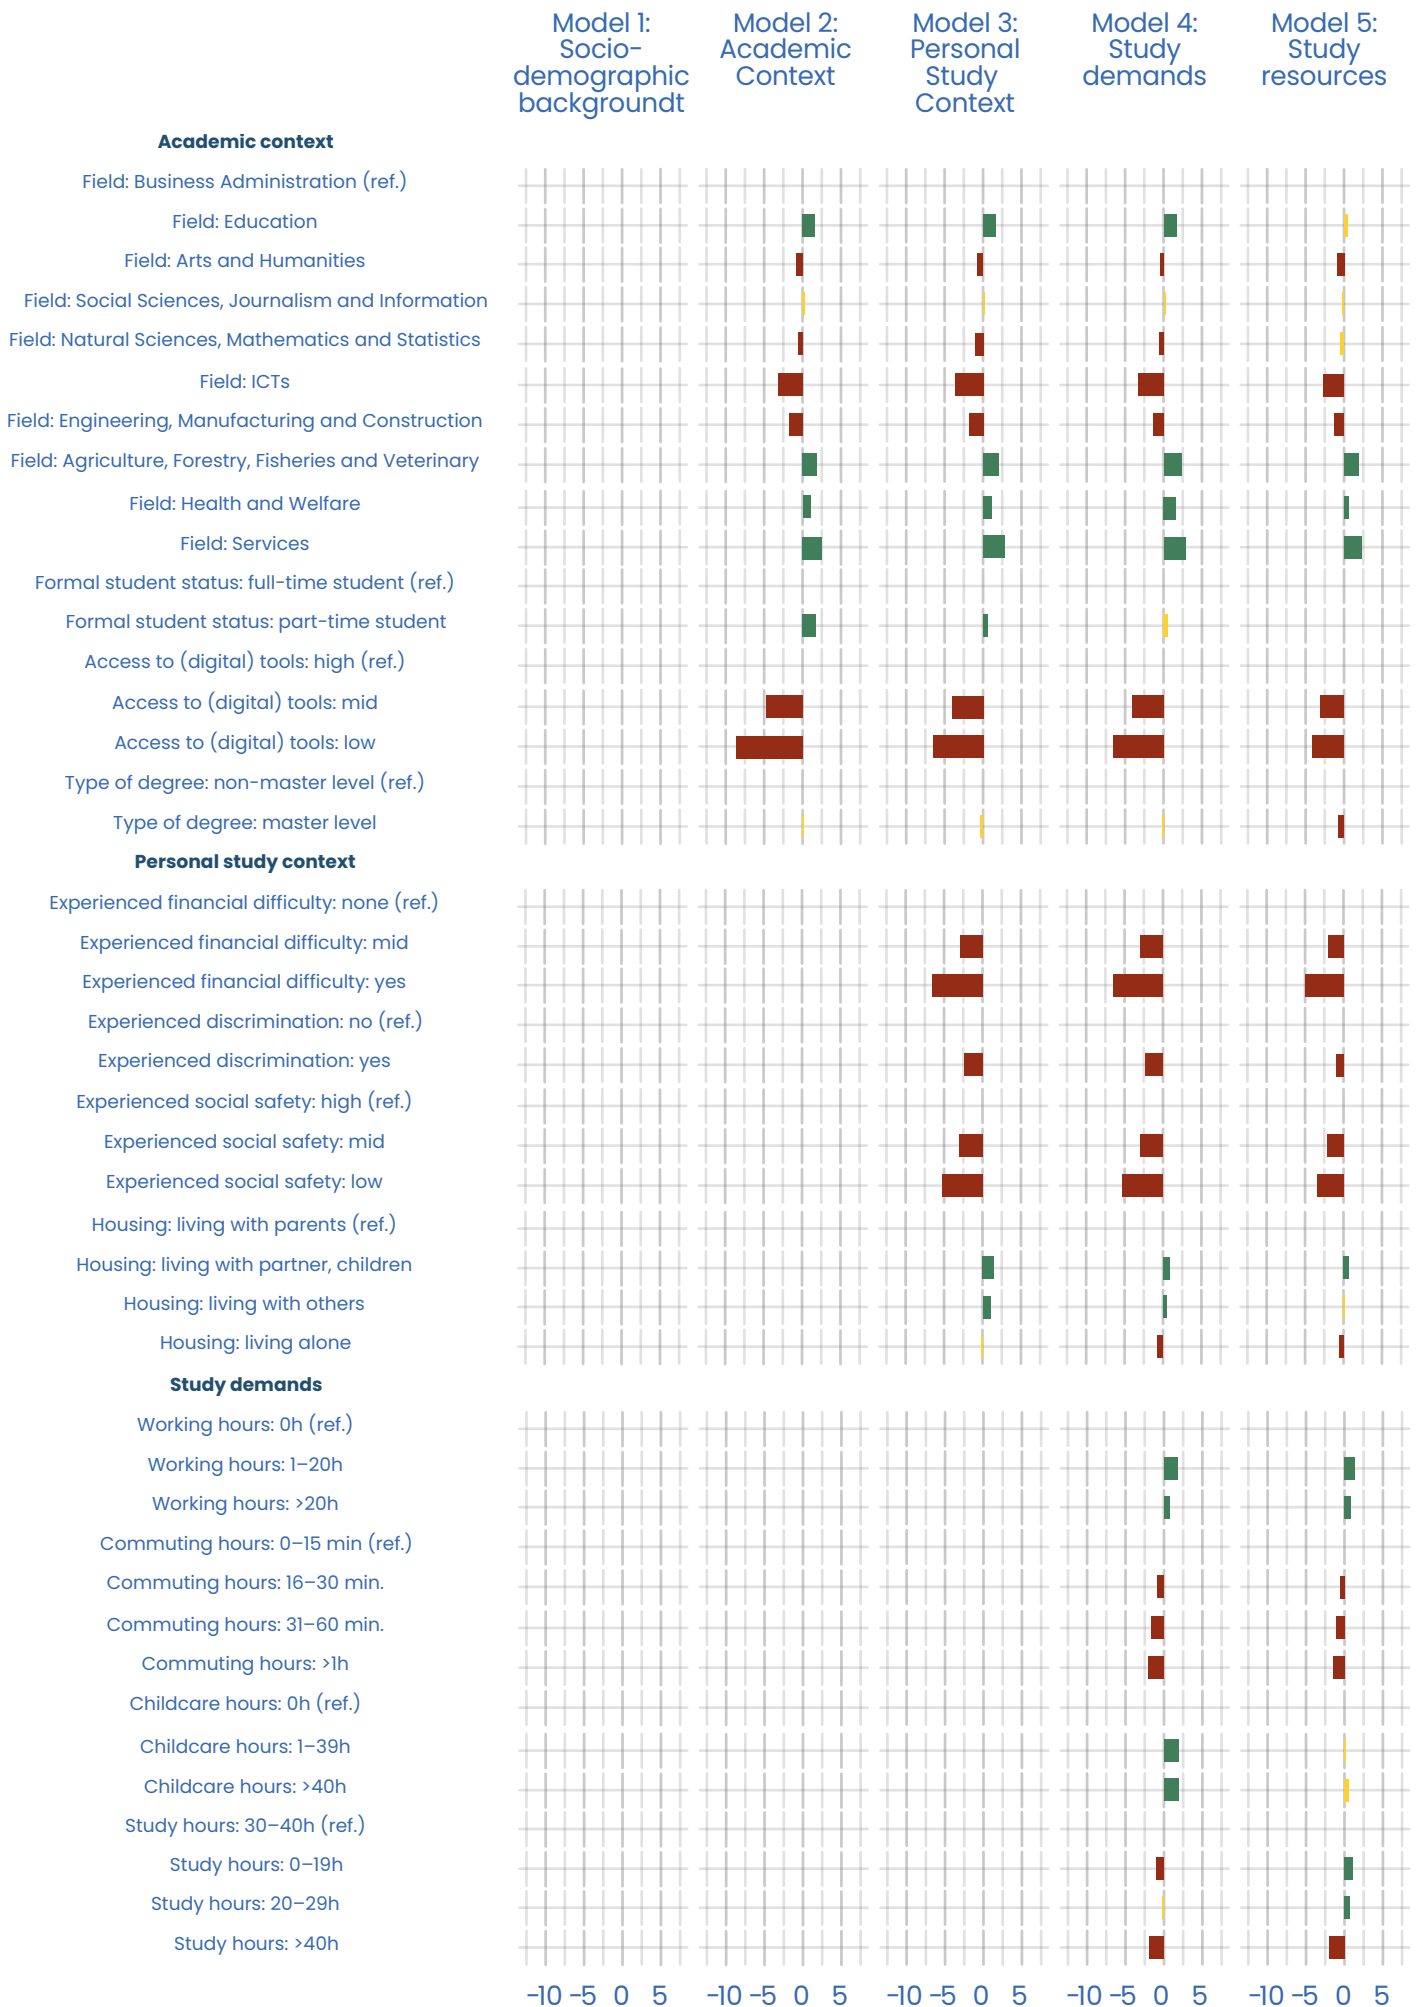 Model 1:
Socio-
demographic
backgroundt
Model 2:
Academic
Context
Model 3:
Personal
Study
Context
Model 4:
Study
demands
Model 5:
Study
resources
Academic context
Field: Business Administration (ref.)
Field: Education
Field: Arts and Humanities
Field: Social Sciences, Journalism and Information
Field: Natural Sciences, Mathematics and Statistics
Field: ICTs
Field: Engineering, Manufacturing and Construction
Field: Agriculture, Forestry, Fisheries and Veterinary
Field: Health and Welfare
Field: Services
Formal student status: full-time student (ref.)
Formal student status: part-time student
Access to (digital) tools: high (ref.)
Access to (digital) tools: mid
Access to (digital) tools: low
Type of degree: non-master level (ref.)
Type of degree: master level
Personal study context
Experienced financial difficulty: none (ref.)
Experienced financial difficulty: mid
Experienced financial difficulty: yes
Experienced discrimination: no (ref.)
Experienced discrimination: yes
Experienced social safety: high (ref.)
Experienced social safety: mid
Experienced social safety: low
Housing: living with parents (ref.)
Housing: living with partner, children
Housing: living with others
Housing: living alone
Study demands
Working hours: 0h (ref.)
Working hours: 1–20h
Working hours: >20h
Commuting hours: 0–15 min (ref.)
Commuting hours: 16–30 min.
Commuting hours: 31–60 min.
Commuting hours: >1h
Childcare hours: 0h (ref.)
Childcare hours: 1–39h
Childcare hours: >40h
Study hours: 30–40h (ref.)
Study hours: 0–19h
Study hours: 20–29h
Study hours: >40h
−10 −5 0 5 −10 −5 0 5 −10 −5 0 5 −10 −5 0 5 −10 −5 0 5